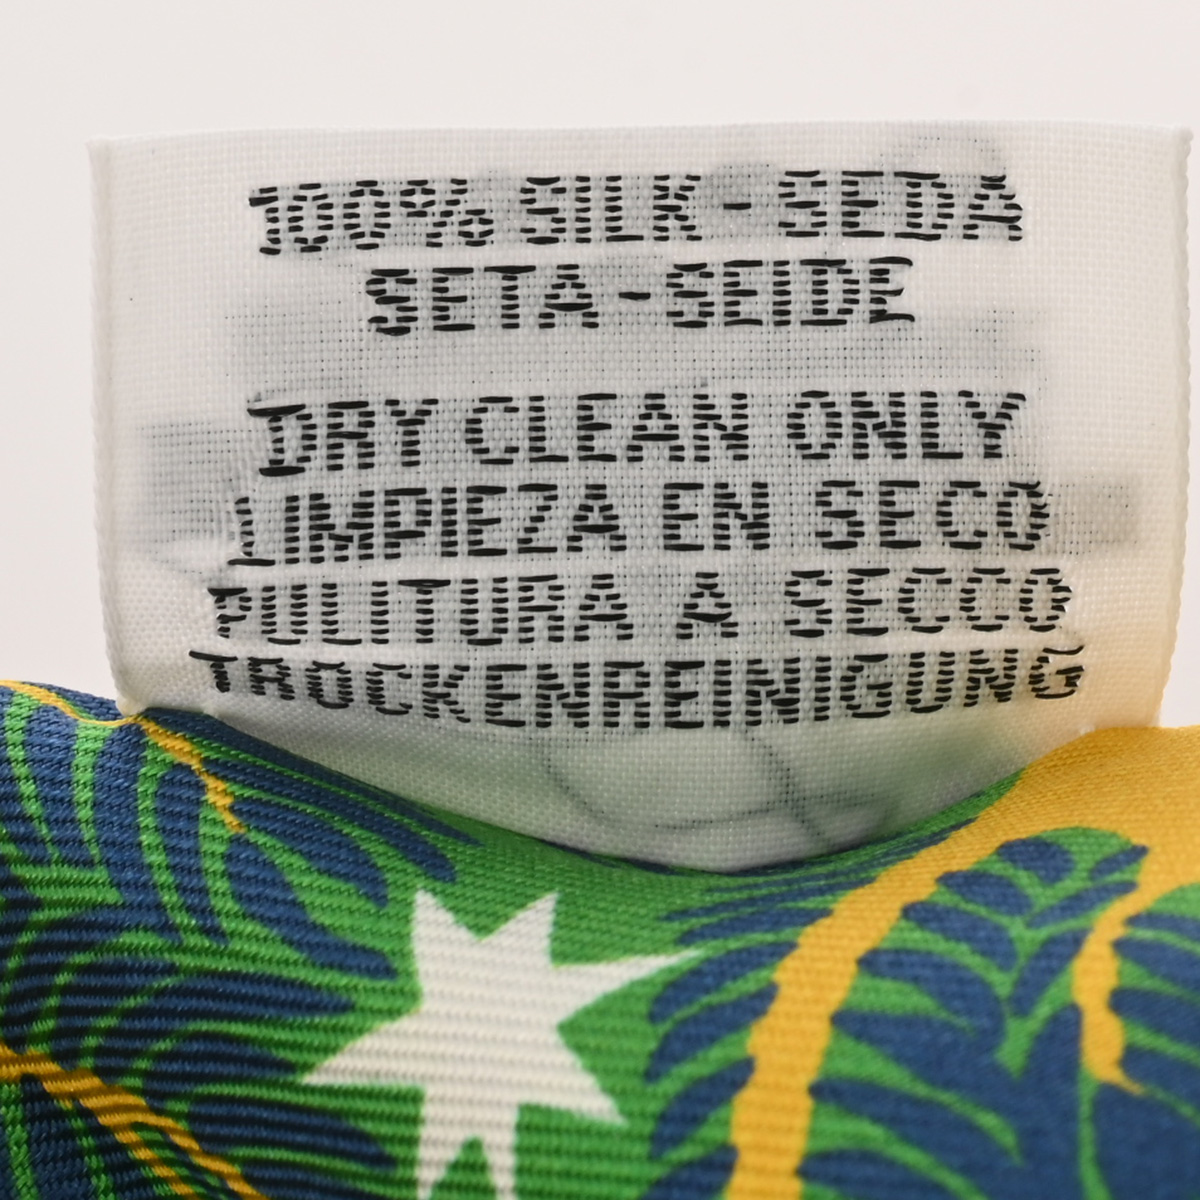 100% SILK - SEDA
SETA - SEIDE
DRY CLEAN ONLY
LIMPIEZA EN SECO
PULITURA A SECCO
TROCKENREINIGUNG